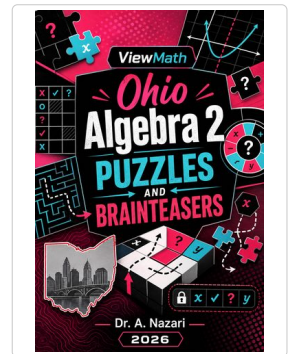 ViewMath
Ohio
Algebra 2
PUZZLES
AND
BRAINTEASERS
Dr. A. Nazari
2026